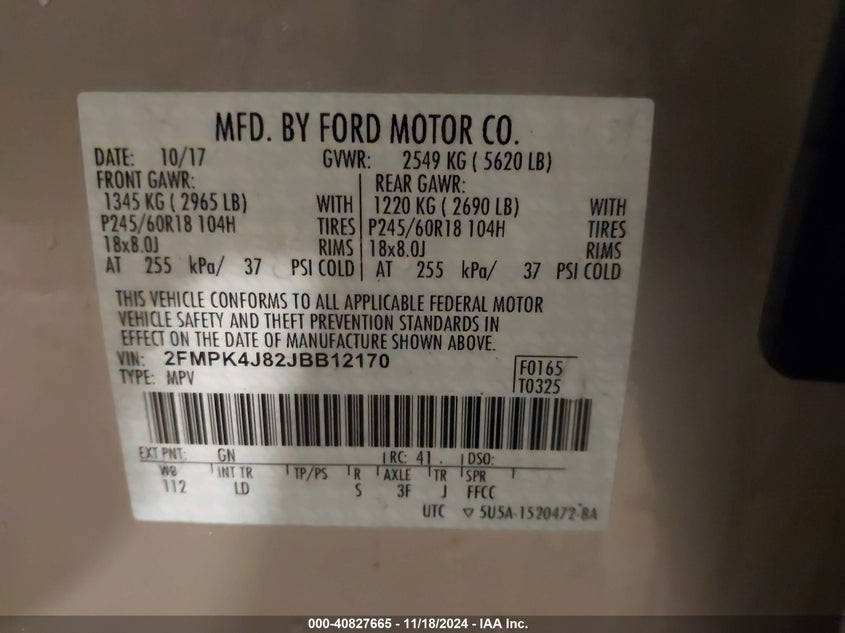 MFD. BY FORD MOTOR CO.
DATE: 10/17 GVWR: 2549 KG ( 5620 LB)
FRONT GAWR: REAR GAWR:
1345 KG ( 2965 LB) WITH 1220 KG ( 2690 LB) WITH
P245/60R18 104H TIRES P245/60R18 104H TIRES
18x8.0J RIMS 18x8.0J RIMS
AT 255 kPa/ 37 PSI COLD AT 255 kPa/ 37 PSI COLD
THIS VEHICLE CONFORMS TO ALL APPLICABLE FEDERAL MOTOR
VEHICLE SAFETY AND THEFT PREVENTION STANDARDS IN
EFFECT ON THE DATE OF MANUFACTURE SHOWN ABOVE.
VIN: 2FMPK4J82JBB12170 F0165
TYPE: MPV T0325
EXT PNT: GN RC: 41 . DSO:
WB INT TR TP/PS R AXLE TR SPR
112 LD S 3F J FFCC
UTC ▽ 5U5A-1520472-BA
000-40827665 - 11/18/2024 - IAA Inc.